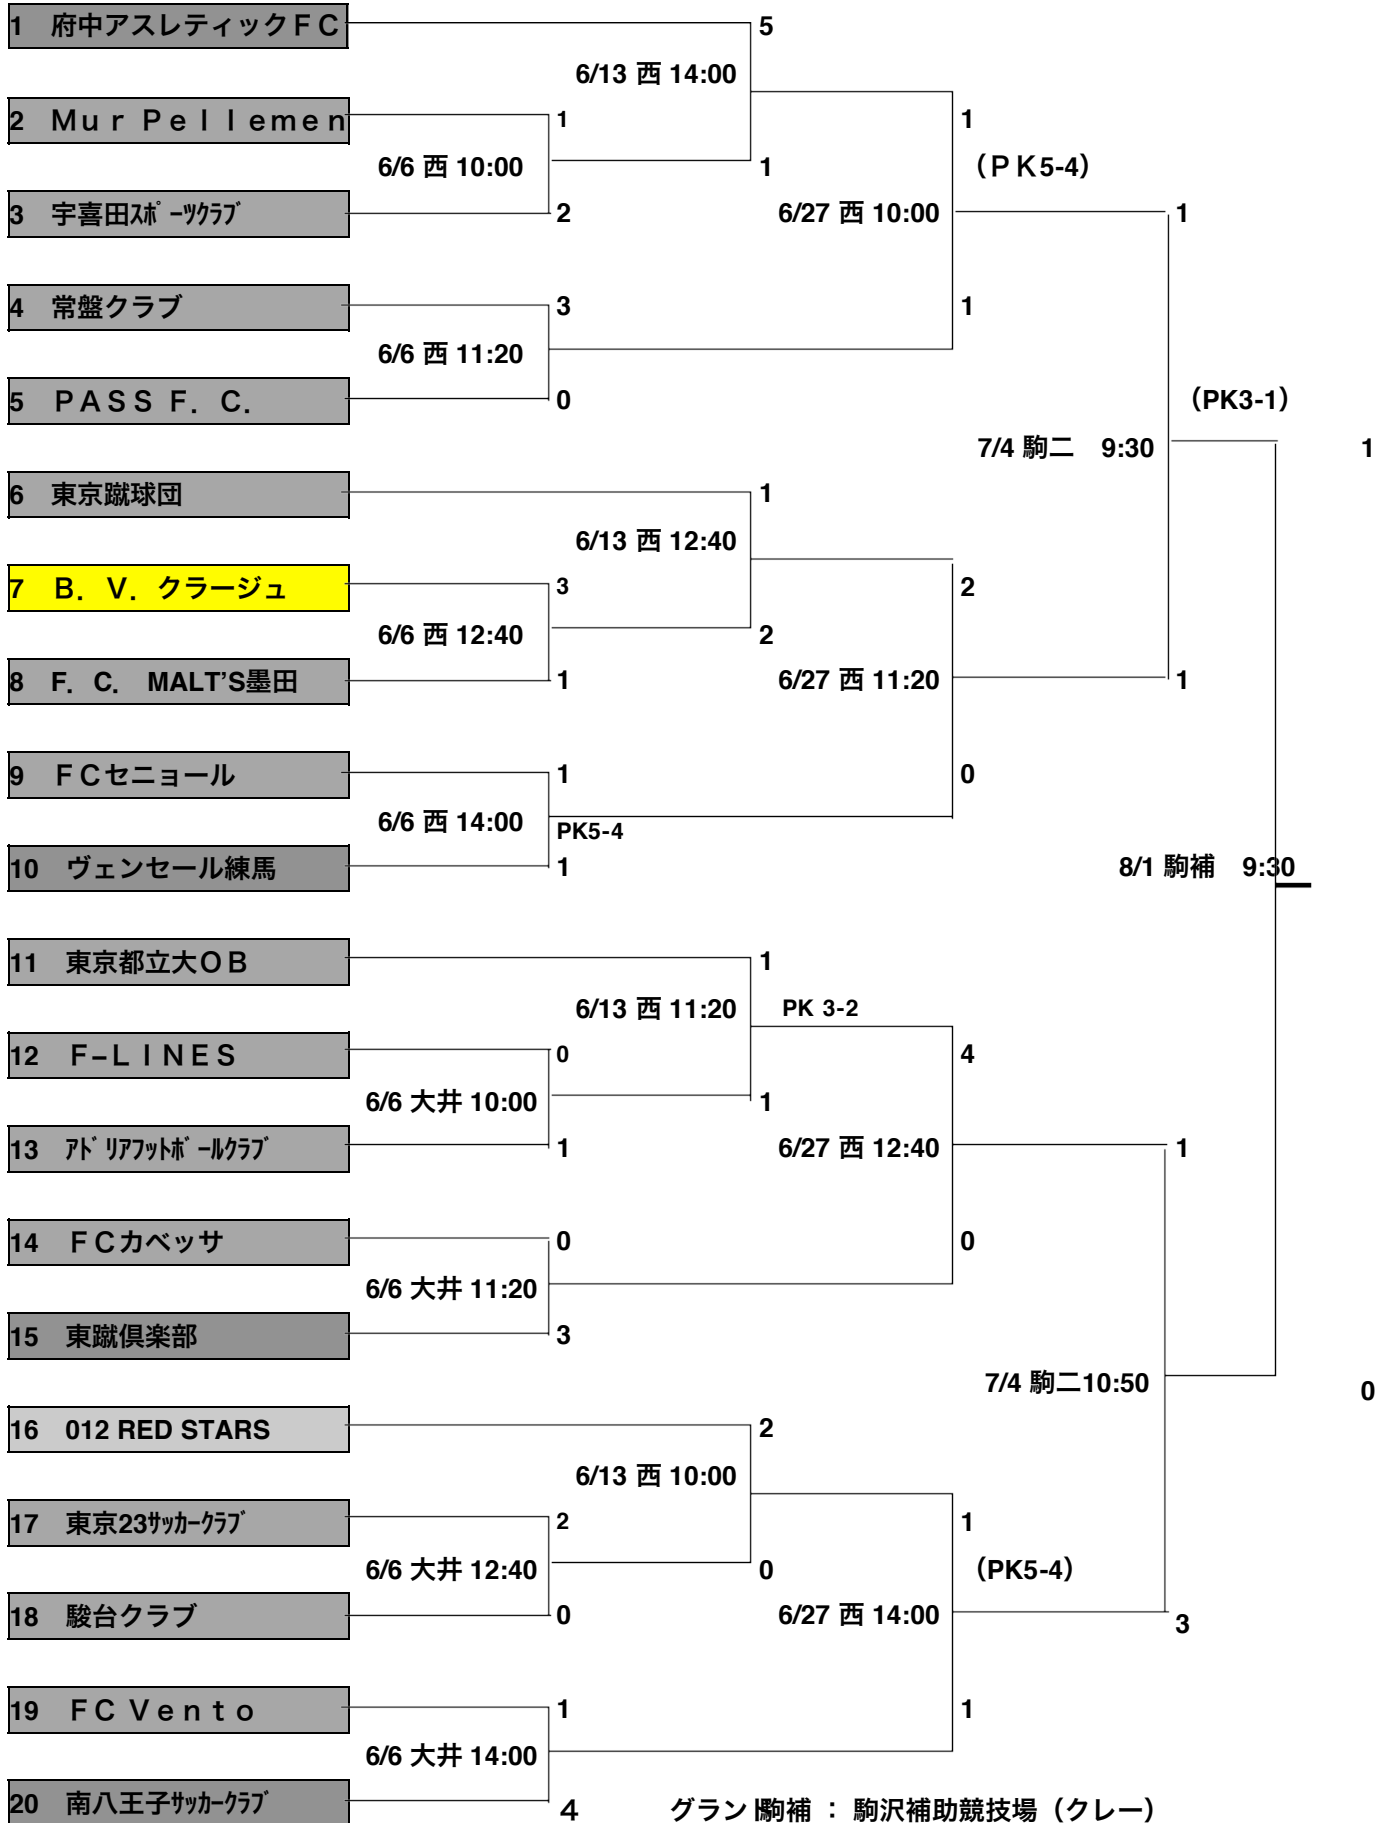 1 府中アスレティックＦＣ
5
6/13 西 14:00
2 Ｍｕｒ Ｐｅｌｌｅｍｅｎ
1
1
6/6 西 10:00
1
（ＰＫ5-4）
3 宇喜田ｽﾎﾟｰﾂｸﾗﾌﾞ
2
6/27 西 10:00
1
4 常盤クラブ
3
1
6/6 西 11:20
5 ＰＡＳＳ Ｆ．Ｃ．
0
（PK3-1）
7/4 駒二 9:30
1
6 東京蹴球団
1
6/13 西 12:40
7 Ｂ．Ｖ．クラージュ
3
2
6/6 西 12:40
2
8 Ｆ．Ｃ． MALT’S墨田
1
6/27 西 11:20
1
9 ＦＣセニョール
1
0
6/6 西 14:00
PK5-4
10 ヴェンセール練馬
1
8/1 駒補 9:30
11 東京都立大ＯＢ
1
6/13 西 11:20
PK 3-2
12 Ｆ−ＬＩＮＥＳ
0
4
6/6 大井 10:00
1
13 ｱﾄﾞﾘｱﾌｯﾄﾎﾞｰﾙｸﾗﾌﾞ
1
6/27 西 12:40
1
14 ＦＣカベッサ
0
0
6/6 大井 11:20
15 東蹴倶楽部
3
7/4 駒二10:50
0
16 012 RED STARS
2
6/13 西 10:00
17 東京23ｻｯｶｰｸﾗﾌﾞ
2
1
6/6 大井 12:40
0
（PK5-4）
18 駿台クラブ
0
6/27 西 14:00
3
19 ＦＣ Ｖｅｎｔｏ
1
1
6/6 大井 14:00
20 南八王子ｻｯｶｰｸﾗﾌﾞ
４
グランド 駒補 ： 駒沢補助競技場（クレー）